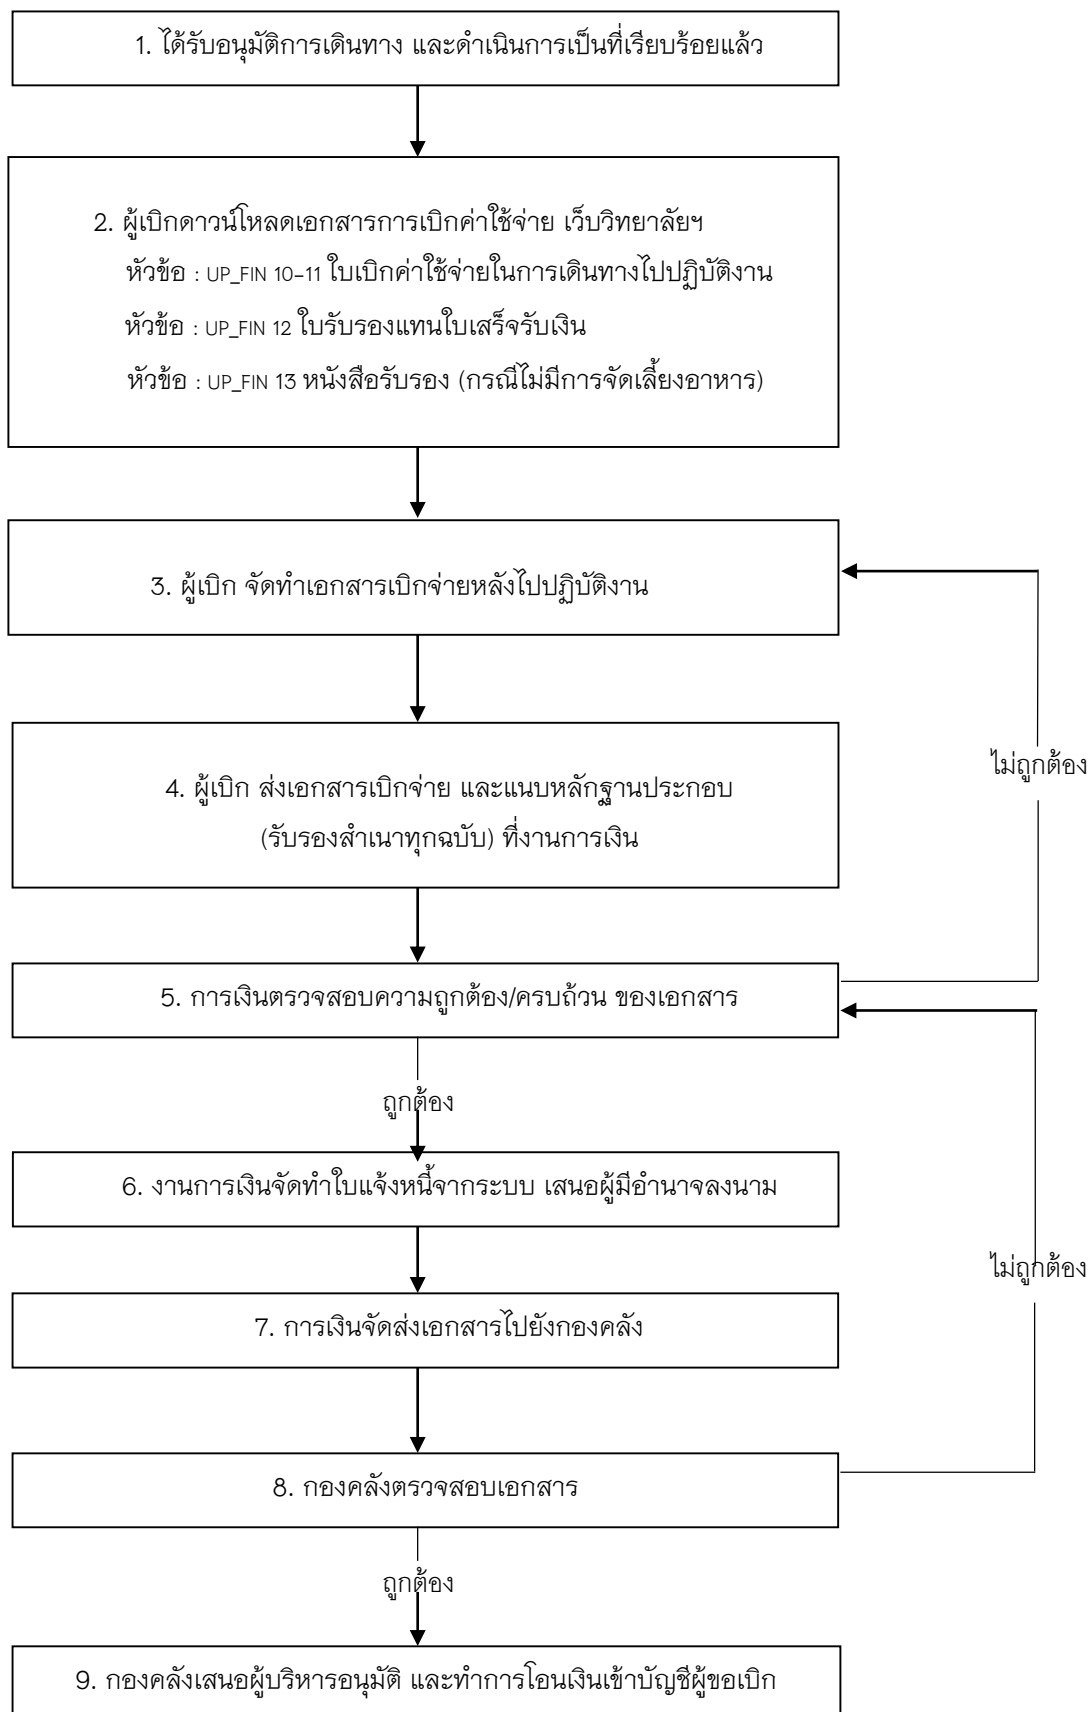 1. ได้รับอนุมัติการเดินทาง และดำเนินการเป็นที่เรียบร้อยแล้ว
2. ผู้เบิกดาวน์โหลดเอกสารการเบิกค่าใช้จ่าย เว็บวิทยาลัยฯ
หัวข้อ : UP_FIN 10-11 ใบเบิกค่าใช้จ่ายในการเดินทางไปปฏิบัติงาน
หัวข้อ : UP_FIN 12 ใบรับรองแทนใบเสร็จรับเงิน
หัวข้อ : UP_FIN 13 หนังสือรับรอง (กรณีไม่มีการจัดเลี้ยงอาหาร)
3. ผู้เบิก จัดทำเอกสารเบิกจ่ายหลังไปปฏิบัติงาน
ไม่ถูกต้อง
4. ผู้เบิก ส่งเอกสารเบิกจ่าย และแนบหลักฐานประกอบ
(รับรองสำเนาทุกฉบับ) ที่งานการเงิน
5. การเงินตรวจสอบความถูกต้อง/ครบถ้วน ของเอกสาร
ถูกต้อง
6. งานการเงินจัดทำใบแจ้งหนี้จากระบบ เสนอผู้มีอำนาจลงนาม
ไม่ถูกต้อง
7. การเงินจัดส่งเอกสารไปยังกองคลัง
8. กองคลังตรวจสอบเอกสาร
ถูกต้อง
9. กองคลังเสนอผู้บริหารอนุมัติ และทำการโอนเงินเข้าบัญชีผู้ขอเบิก